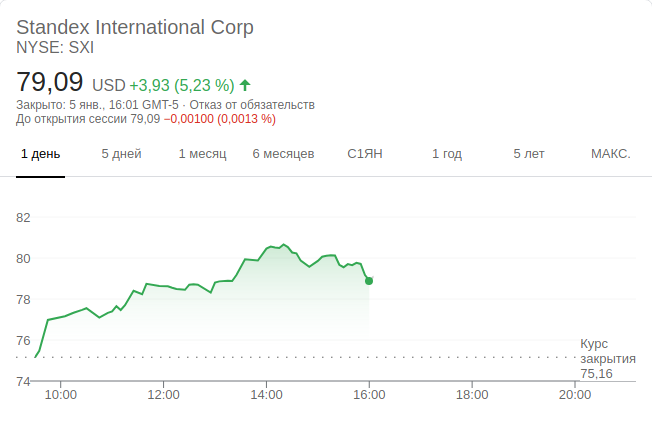 Standex International Corp
NYSE: SXI
79,09 USD +3,93 (5,23 %)
Закрыто: 5 янв., 16:01 GMT-5 · Отказ от обязательств
До открытия сессии 79,09 −0,00100 (0,0013 %)
1 день 5 дней 1 месяц 6 месяцев С1ЯН 1 год 5 лет МАКС.
82
80
78
76
Курс
закрытия
75,16
74
10:00 12:00 14:00 16:00 18:00 20:00